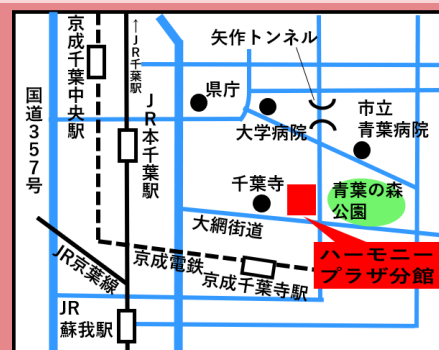 京成千葉中央駅
↑JR千葉駅
矢作トンネル
県庁
大学病院
市立
青葉病院
国道357号
JR本千葉駅
千葉寺
青葉の森
公園
大網街道
ハーモニー
プラザ分館
JR京葉線
京成電鉄
京成千葉寺駅
JR
蘇我駅